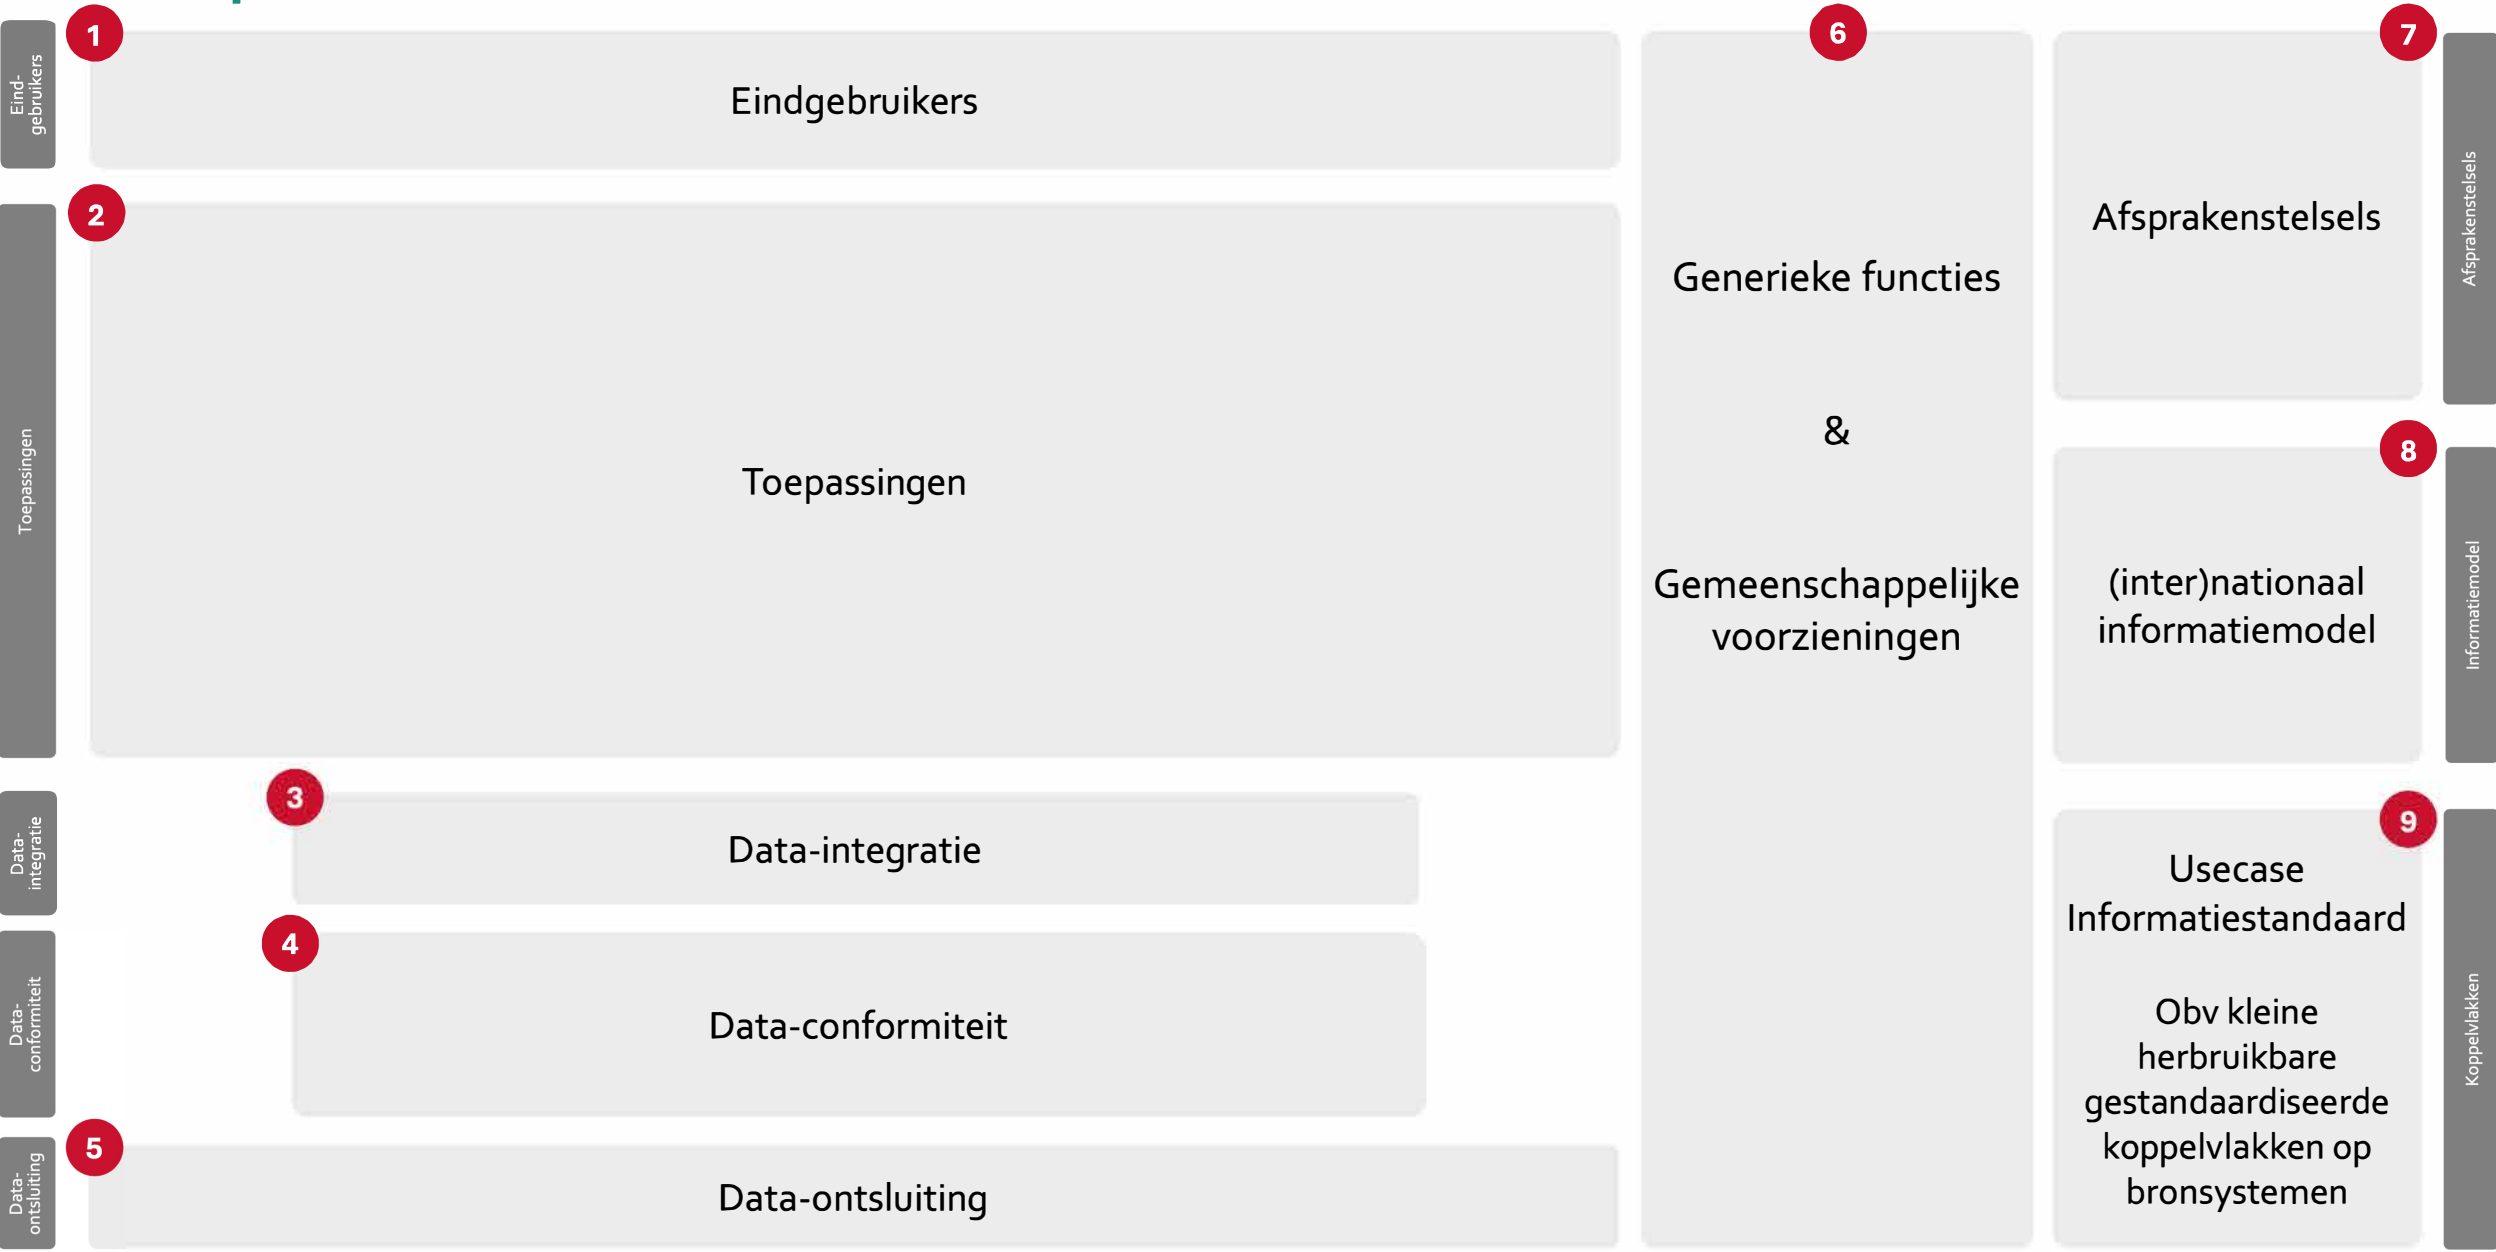 Eind-
gebruikers
1
Eindgebruikers
2
Toepassingen
Toepassingen
3
Data-
integratie
Data-integratie
4
Data-
conformiteit
Data-conformiteit
5
Data-
ontsluiting
Data-ontsluiting
6
Generieke functies
&
Gemeenschappelijke
voorzieningen
7
Afsprakenstelsels
Afsprakenstelsels
8
(inter)nationaal
informatiemodel
Informatiemodel
9
Usecase
Informatiestandaard
Obv kleine
herbruikbare
gestandaardiseerde
koppelvlakken op
bronsystemen
Koppelvlakken